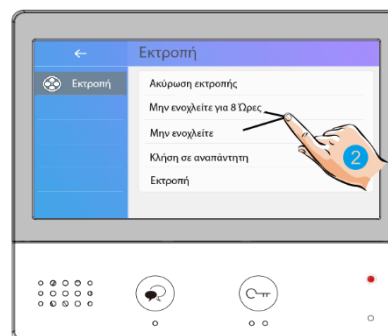 Εκτροπή
Εκτροπή
Ακύρωση εκτροπής
Μην ενοχλείτε για 8 Ώρες
Μην ενοχλείτε
Κλήση σε αναπάντητη
Εκτροπή
2